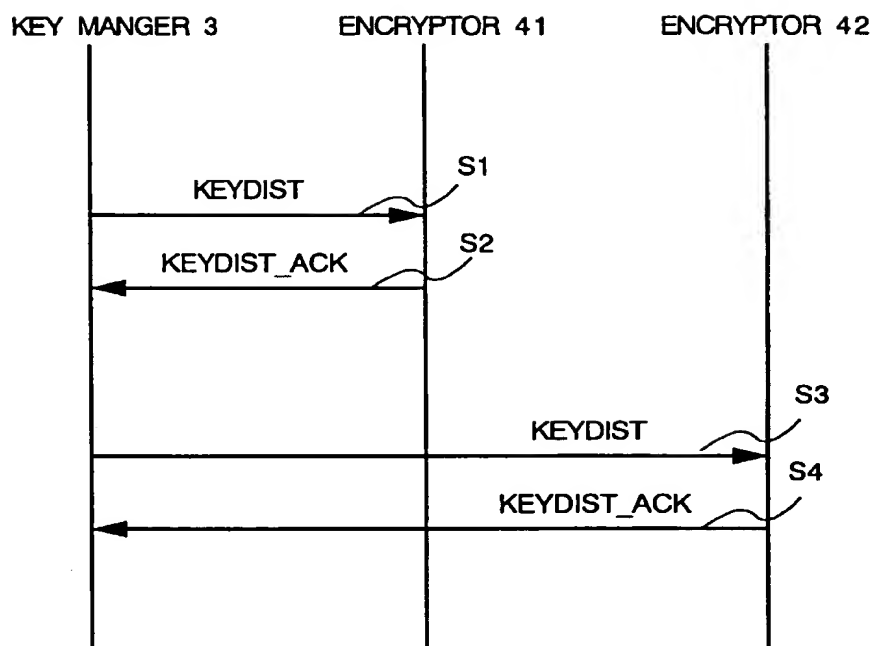 KEY MANGER 3 ENCRYPTOR 41 ENCRYPTOR 42
S1
KEYDIST
S2
KEYDIST_ACK
S3
KEYDIST
S4
KEYDIST_ACK